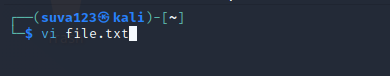 ┌──(suva123㉿kali)-[~]
└─$ vi file.txt